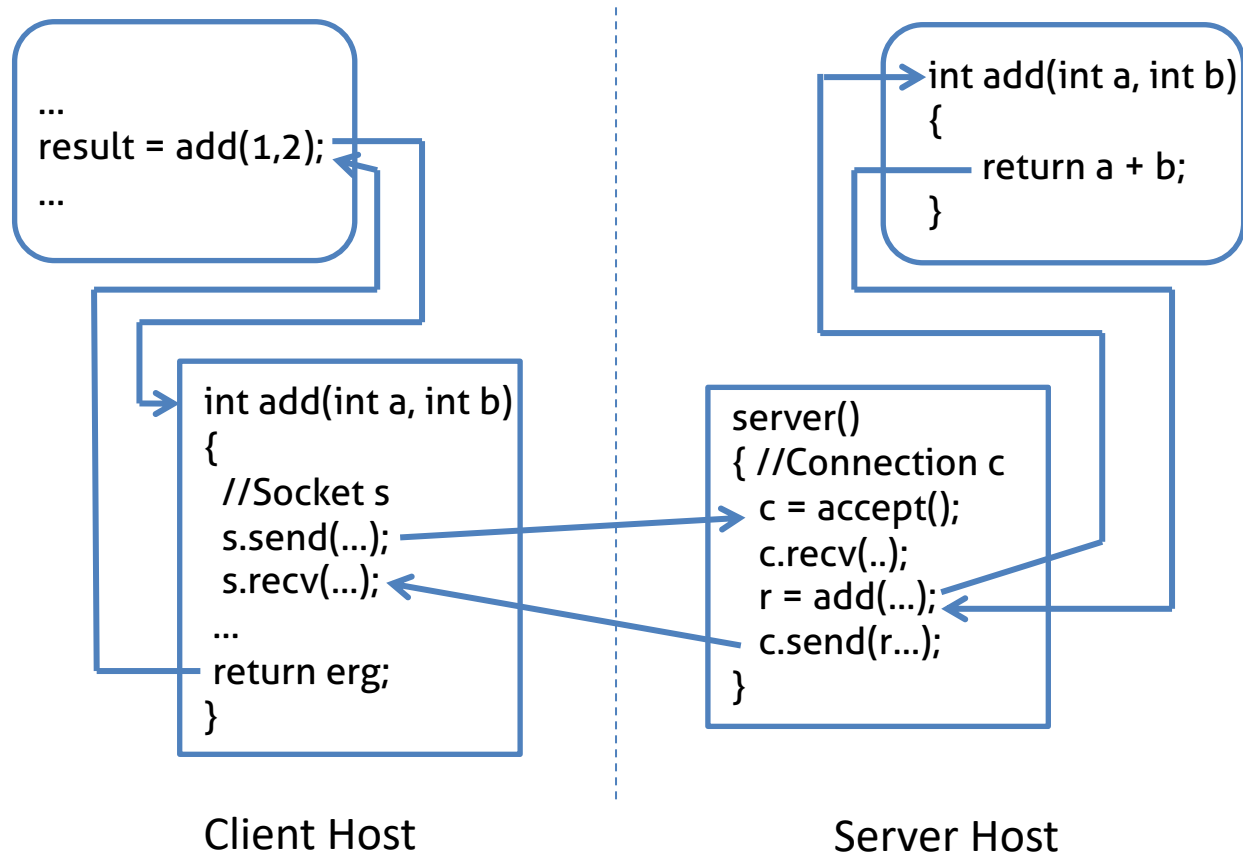 ...
result = add(1,2);
...
int add(int a, int b)
{
return a + b;
}
int add(int a, int b)
{
//Socket s
s.send(...);
s.recv(...);
...
return erg;
}
server()
{ //Connection c
c = accept();
c.recv(..);
r = add(...);
c.send(r...);
}
Client Host
Server Host